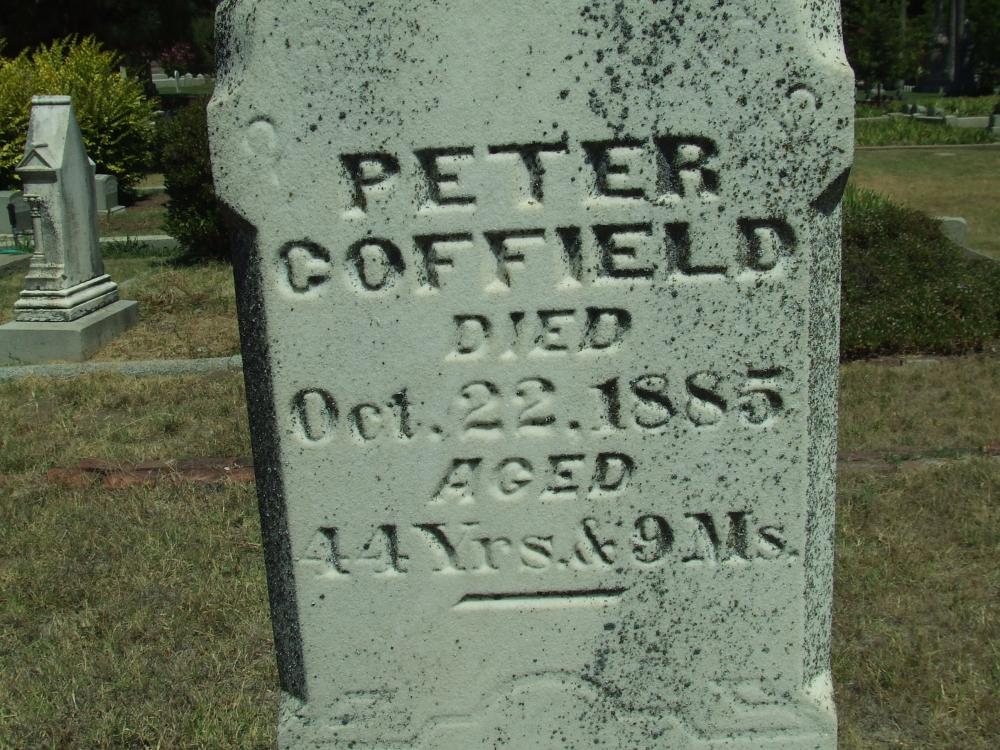 PETER
COFFIELD
DIED
Oct. 22. 1885
AGED
44 Yrs. & 9 Ms.